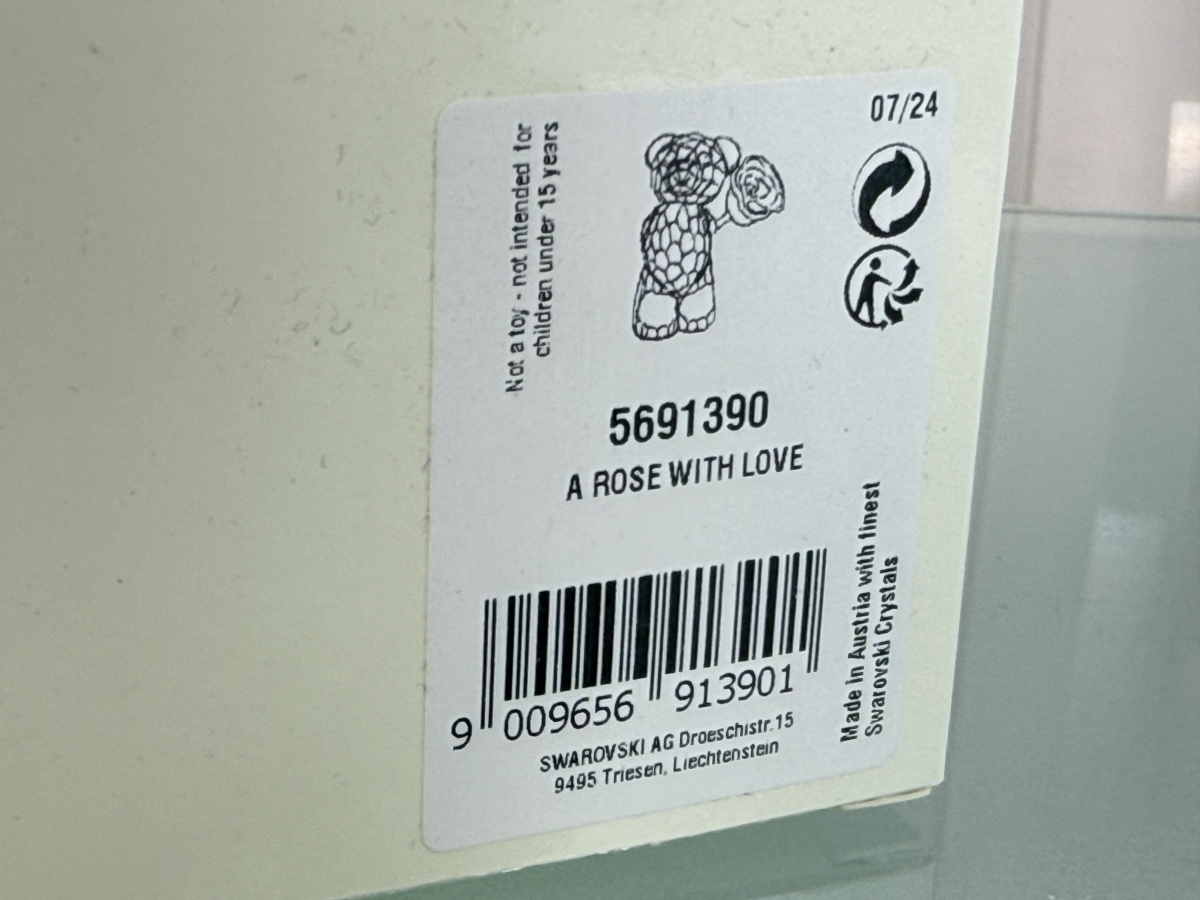 07/24
Not a toy - not intended for
children under 15 years
5691390
A ROSE WITH LOVE
Made in Austria with finest
Swarovski Crystals
9 009656 913901
SWAROVSKI AG Droeschistr.15
9495 Triesen, Liechtenstein